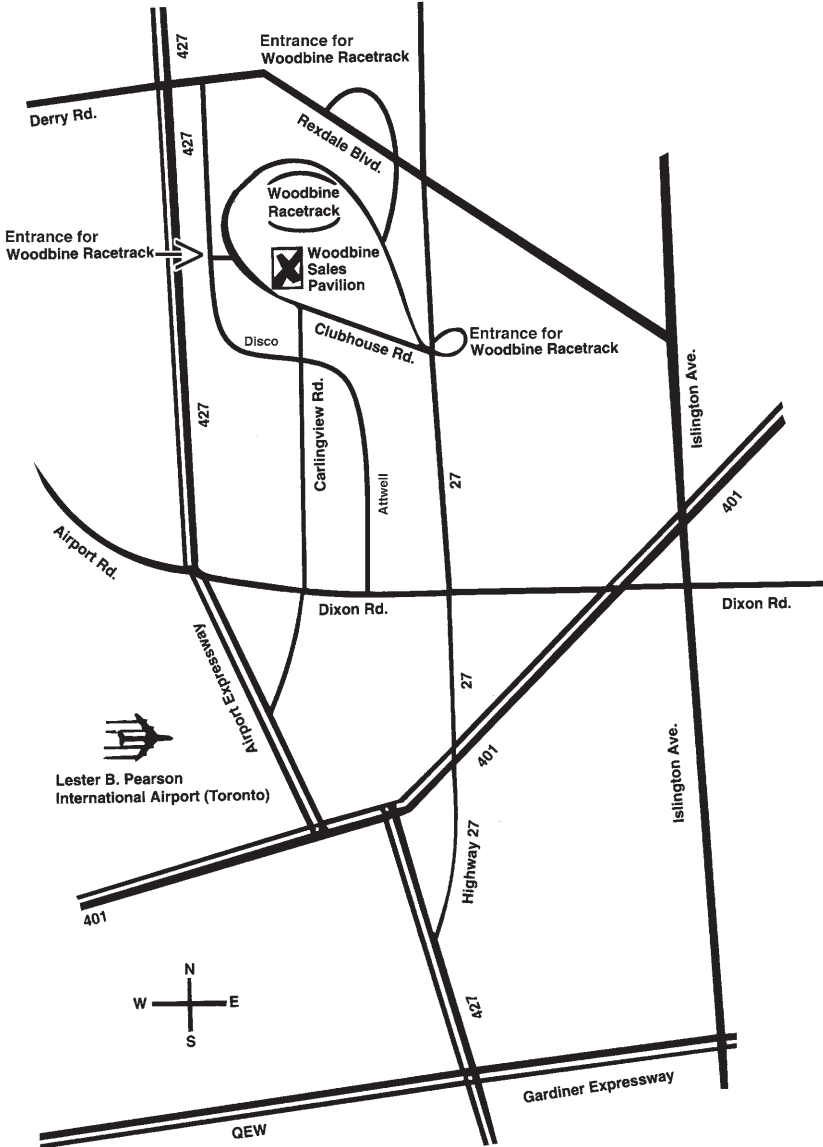 427
Entrance for
Woodbine Racetrack
Derry Rd.
427
Rexdale Blvd.
Woodbine
Racetrack
Entrance for
Woodbine Racetrack
Woodbine
Sales
Pavilion
Disco
Clubhouse Rd.
Entrance for
Woodbine Racetrack
427
Carlingview Rd.
Attwell
27
Islington Ave.
401
Airport Rd.
Dixon Rd.
Dixon Rd.
Airport Expressway
27
401
Lester B. Pearson
International Airport (Toronto)
Islington Ave.
Highway 27
401
N
W
E
S
427
Gardiner Expressway
QEW